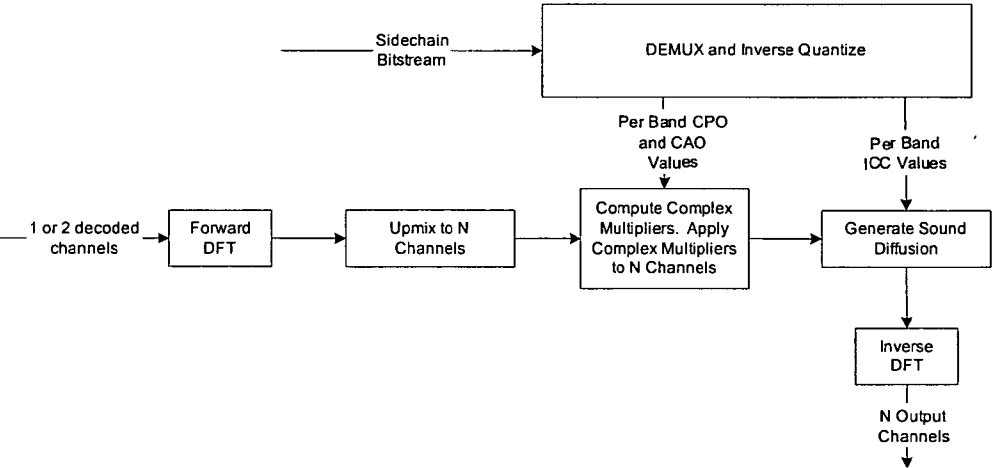 Sidechain
Bitstream
DEMUX and Inverse Quantize
Per Band CPO
and CAO
Values
Per Band
ICC Values
1 or 2 decoded
channels
Forward
DFT
Upmix to N
Channels
Compute Complex
Multipliers. Apply
Complex Multipliers
to N Channels
Generate Sound
Diffusion
Inverse
DFT
N Output
Channels